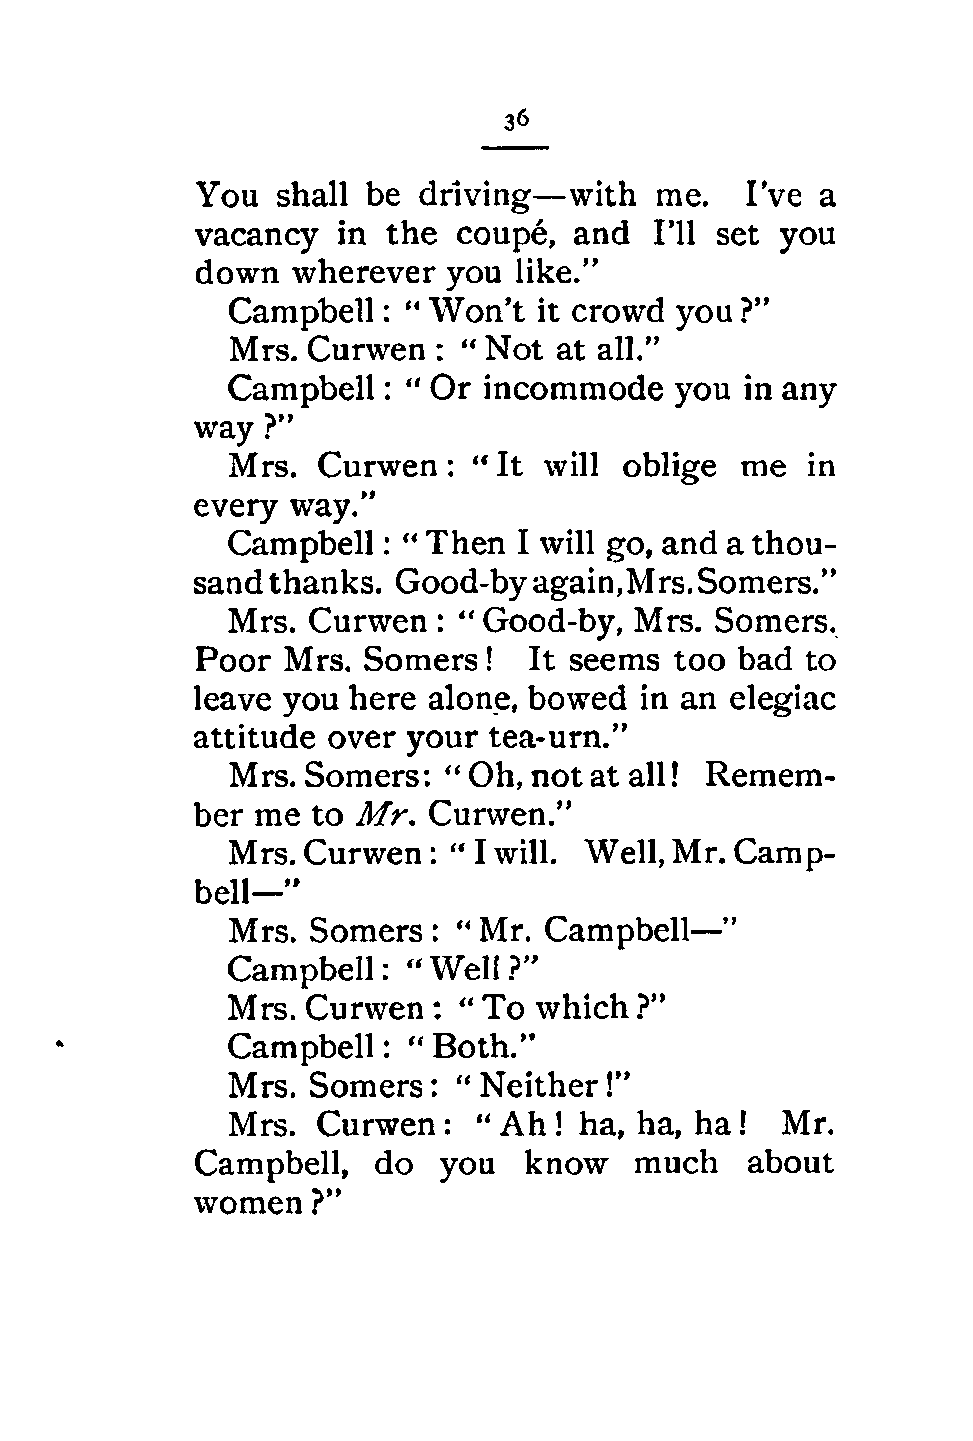 36
You shall be driving—with me. I've a
vacancy in the coupé, and I'll set you
down wherever you like."
Campbell: "Won't it crowd you?"
Mrs. Curwen: "Not at all."
Campbell: "Or incommode you in any
way?"
Mrs. Curwen: "It will oblige me in
every way."
Campbell: "Then I will go, and a thou-
sand thanks. Good-by again, Mrs. Somers."
Mrs. Curwen: "Good-by, Mrs. Somers.
Poor Mrs. Somers! It seems too bad to
leave you here alone, bowed in an elegiac
attitude over your tea-urn."
Mrs. Somers: "Oh, not at all! Remem-
ber me to Mr. Curwen."
Mrs. Curwen: "I will. Well, Mr. Camp-
bell—"
Mrs. Somers: "Mr. Campbell—"
Campbell: "Well?"
Mrs. Curwen: "To which?"
Campbell: "Both."
Mrs. Somers: "Neither!"
Mrs. Curwen: "Ah! ha, ha, ha! Mr.
Campbell, do you know much about
women?"